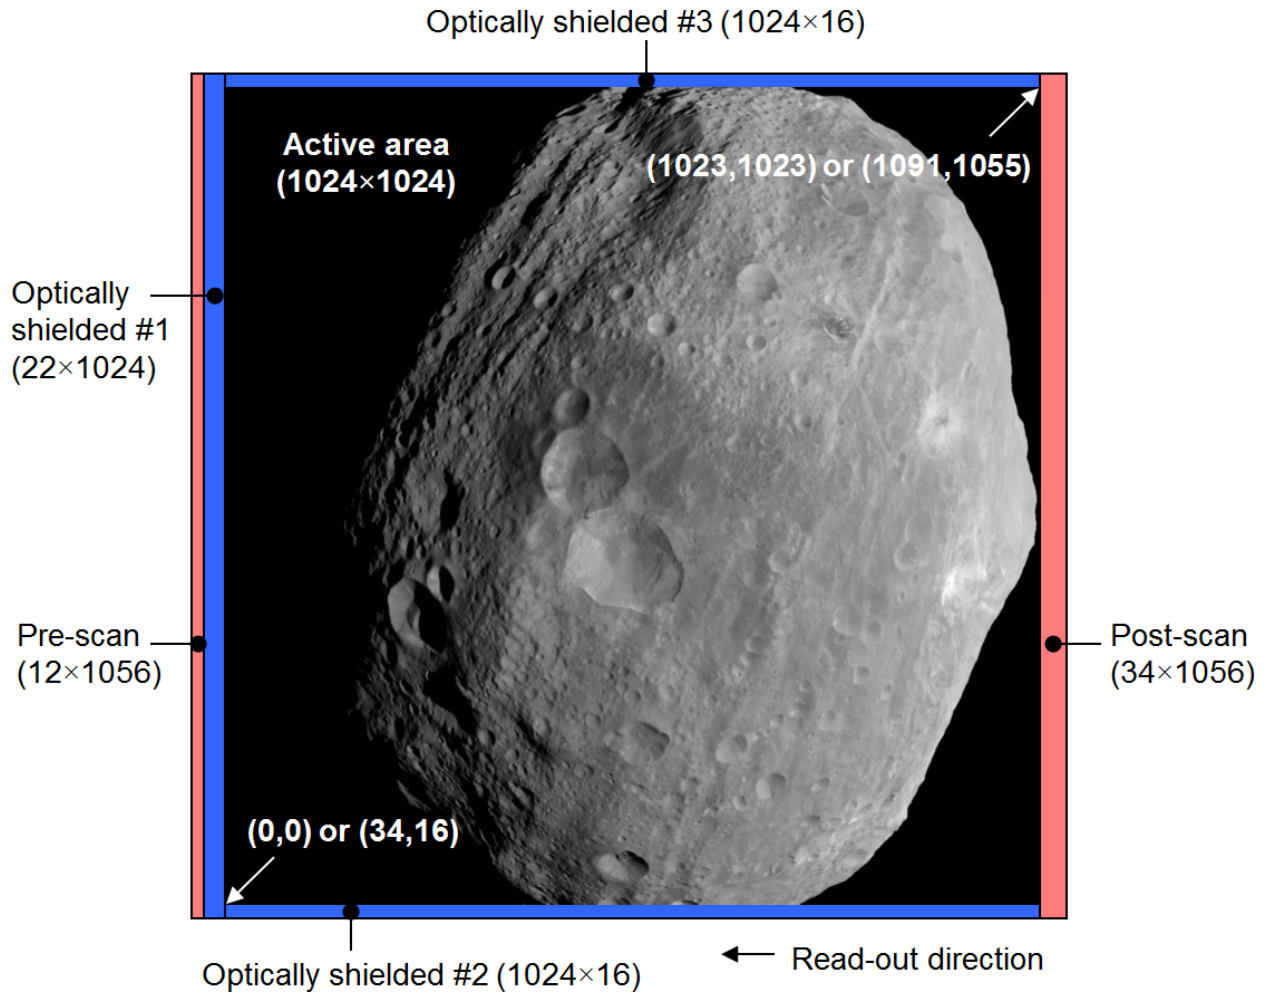 Optically shielded #3 (1024×16)
Active area
(1024×1024)
(1023,1023) or (1091,1055)
Optically
shielded #1
(22×1024)
Pre-scan
(12×1056)
Post-scan
(34×1056)
(0,0) or (34,16)
Read-out direction
Optically shielded #2 (1024×16)